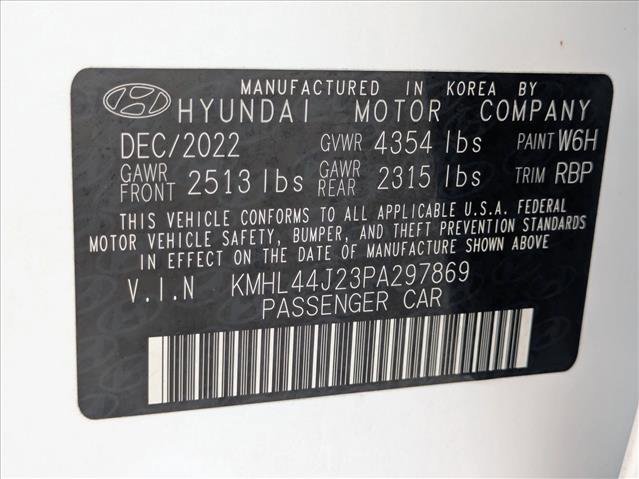 MANUFACTURED IN KOREA BY
HYUNDAI MOTOR COMPANY
DEC/2022 GVWR 4354 lbs PAINT W6H
GAWR FRONT 2513 lbs GAWR REAR 2315 lbs TRIM RBP
THIS VEHICLE CONFORMS TO ALL APPLICABLE U.S.A. FEDERAL
MOTOR VEHICLE SAFETY, BUMPER, AND THEFT PREVENTION STANDARDS
IN EFFECT ON THE DATE OF MANUFACTURE SHOWN ABOVE
V.I.N KMHL44J23PA297869
PASSENGER CAR